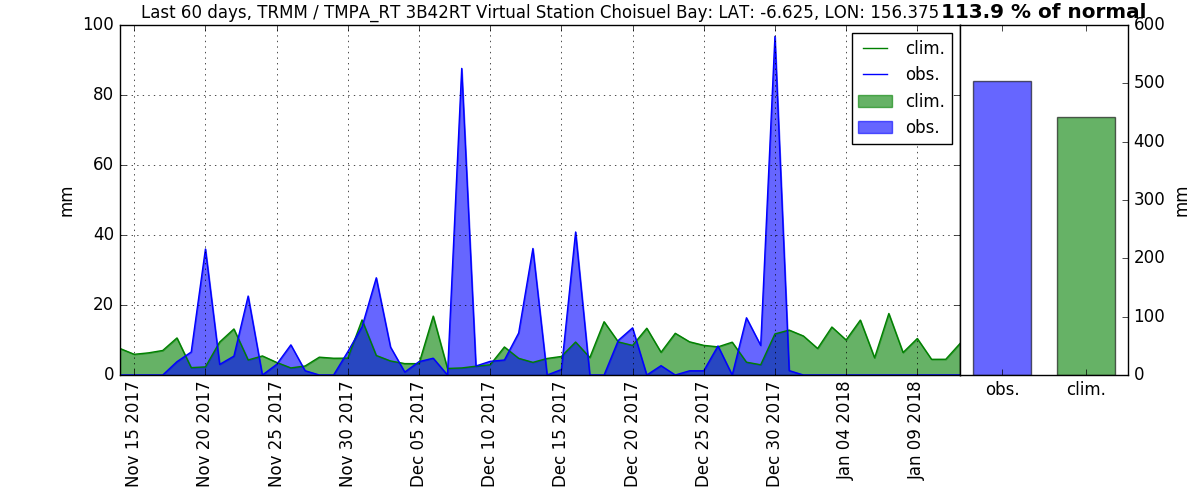 Last 60 days, TRMM / TMPA_RT 3B42RT Virtual Station Choisuel Bay: LAT: -6.625, LON: 156.375
113.9 % of normal
100
80
60
40
20
0
mm
clim.
obs.
clim.
obs.
Nov 15 2017
Nov 20 2017
Nov 25 2017
Nov 30 2017
Dec 05 2017
Dec 10 2017
Dec 15 2017
Dec 20 2017
Dec 25 2017
Dec 30 2017
Jan 04 2018
Jan 09 2018
600
500
400
300
200
100
0
mm
obs.
clim.